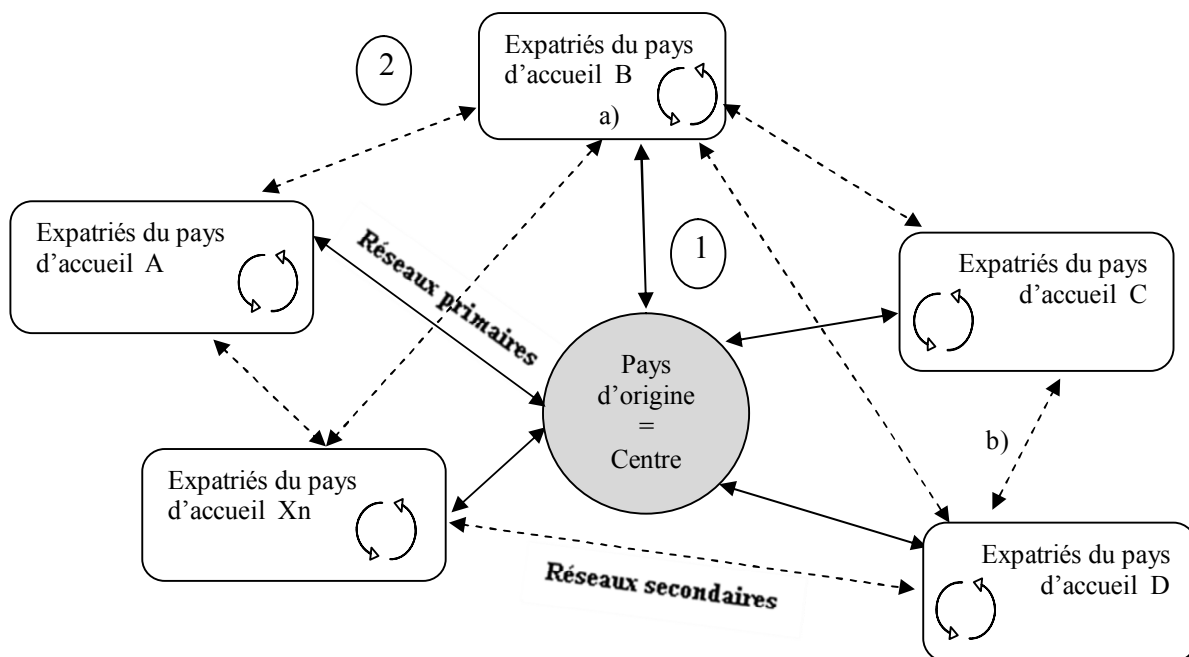 Expatriés du pays
d’accueil B
a)
2
Expatriés du pays
d’accueil A
Réseaux primaires
1
Expatriés du pays
d’accueil C
Pays
d’origine
=
Centre
b)
Expatriés du pays
d’accueil Xn
Réseaux secondaires
Expatriés du pays
d’accueil D